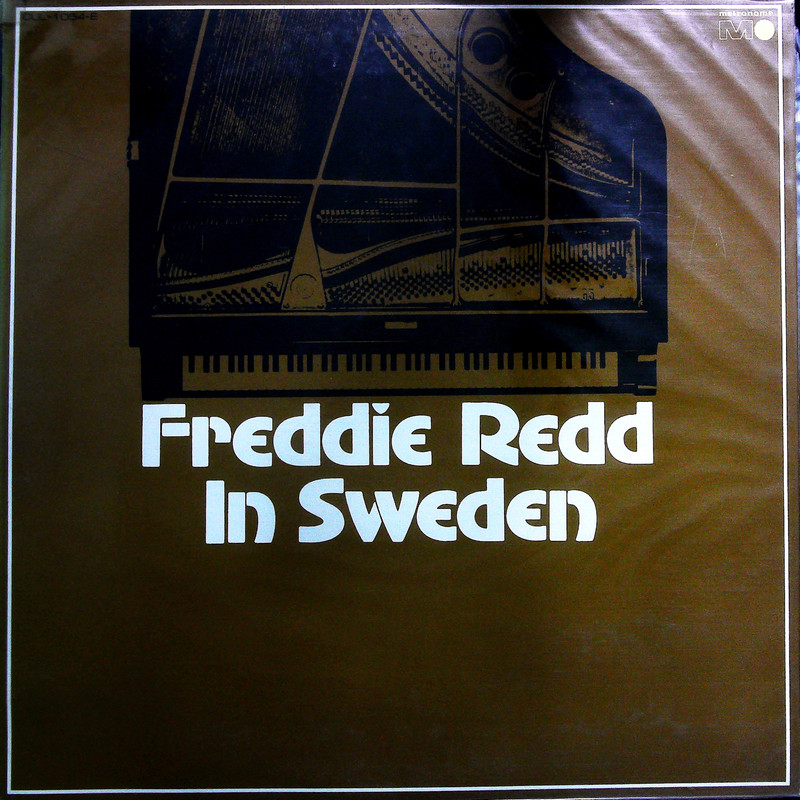 metronome
Freddie Redd
In Sweden